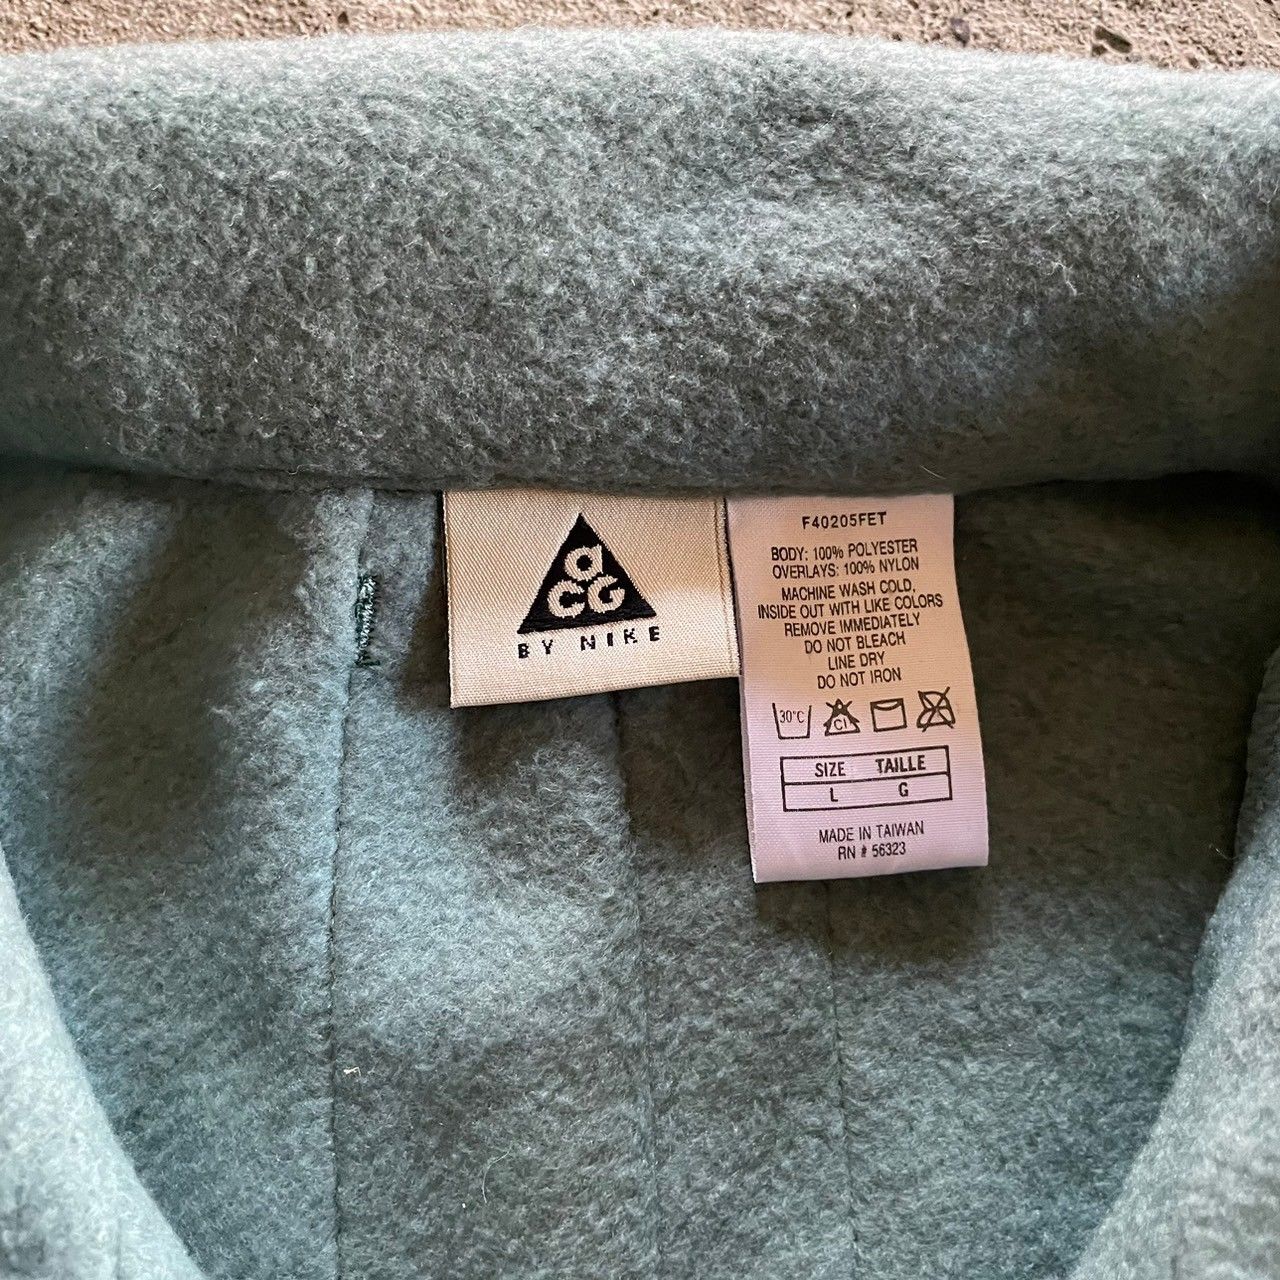 a
CG
BY NIKE
F40205FET
BODY: 100% POLYESTER
OVERLAYS: 100% NYLON
MACHINE WASH COLD,
INSIDE OUT WITH LIKE COLORS
REMOVE IMMEDIATELY
DO NOT BLEACH
LINE DRY
DO NOT IRON
30°C Cl
SIZE TAILLE
L G
MADE IN TAIWAN
RN # 56323